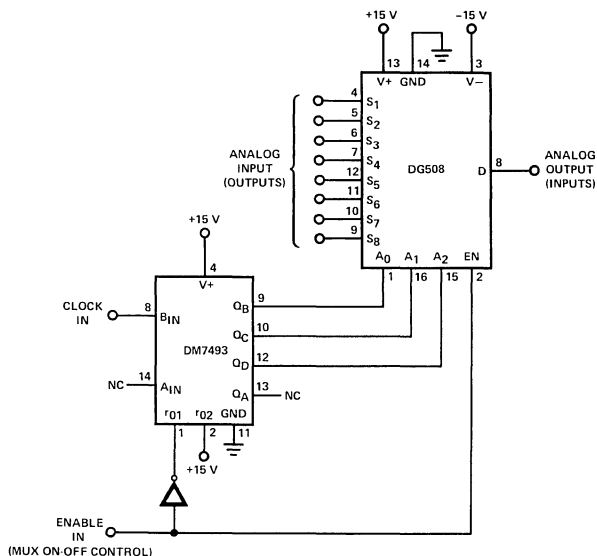 +15 V
-15 V
13
14
3
V+ GND
V-
4 S1
5 S2
6 S3
7 S4
12 S5
11 S6
10 S7
9 S8
ANALOG
INPUT
(OUTPUTS)
DG508
D
8
ANALOG
OUTPUT
(INPUTS)
A0 A1 A2 EN
1
16
15
2
+15 V
4
V+
CLOCK
IN
8
BIN
QB
9
QC
10
DM7493
QD
12
NC
14
AIN
QA
13
NC
r01 r02 GND
1
2
11
+15 V
ENABLE
IN
(MUX ON-OFF CONTROL)